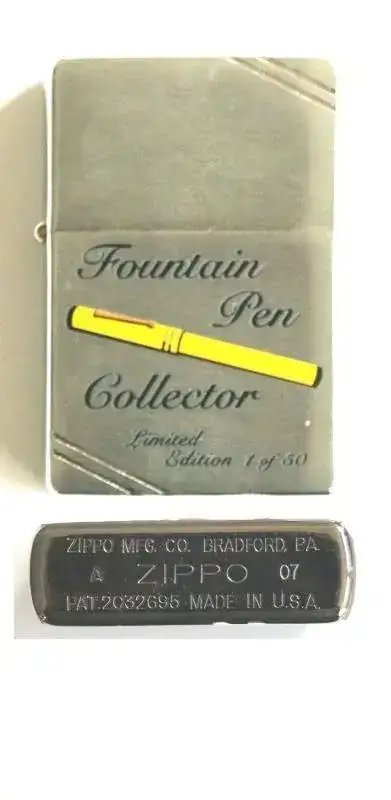 Fountain
Pen
Collector
Limited
Edition 1 of 50
ZIPPO MFG. CO. BRADFORD, PA.
A ZIPPO 07
PAT.2032695 MADE IN U.S.A.